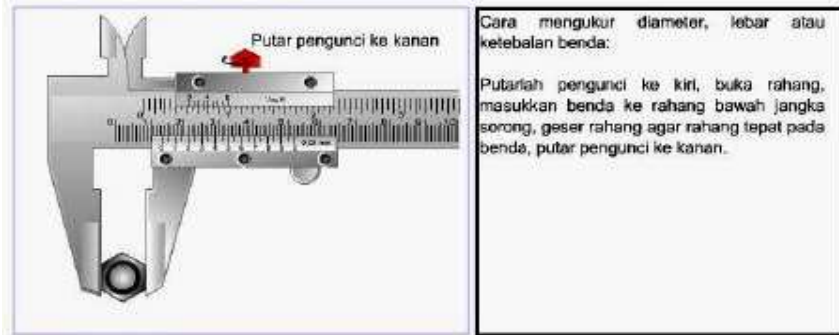 Putar pengunci ke kanan
Cara mengukur diameter, lebar atau
ketebalan benda:
Putarlah pengunci ke kiri, buka rahang,
masukkan benda ke rahang bawah jangka
sorong, geser rahang agar rahang tepat pada
benda, putar pengunci ke kanan.